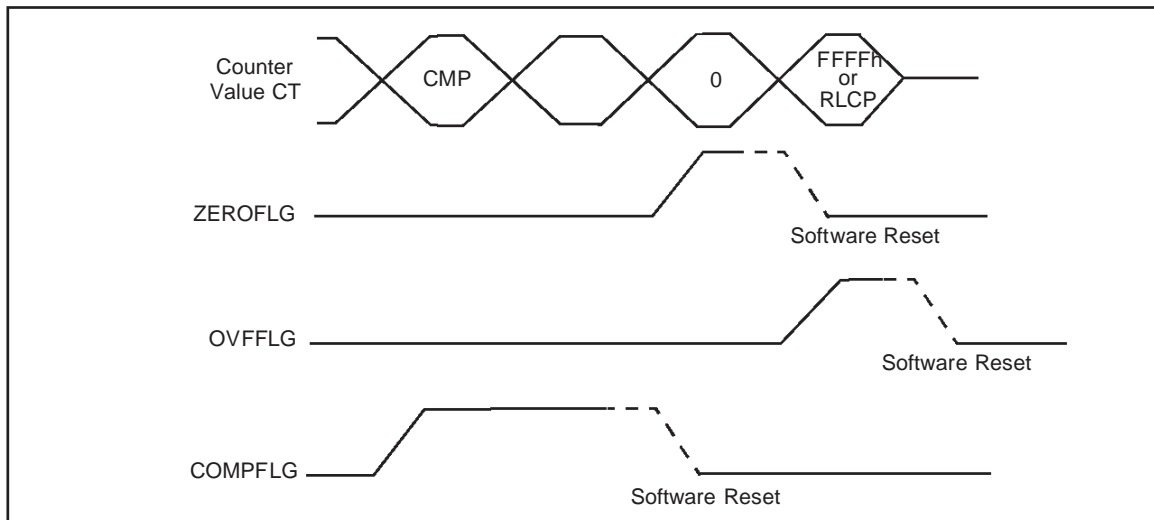 Counter
Value CT
CMP
0
FFFFh
or
RLCP
ZEROFLG
Software Reset
OVFFLG
Software Reset
COMPFLG
Software Reset